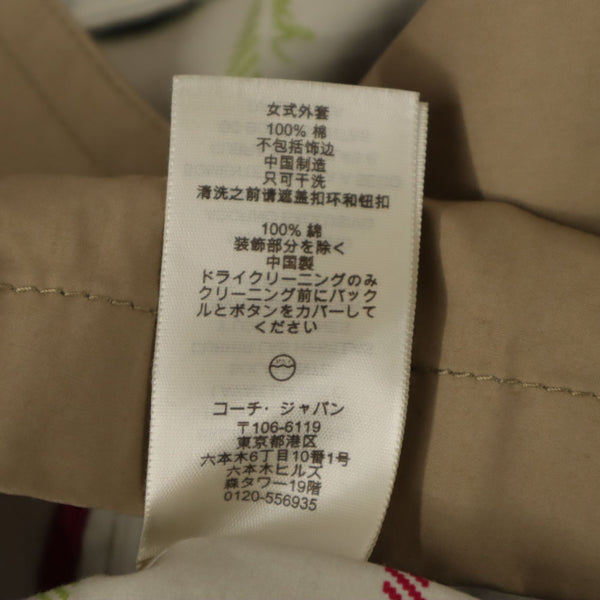 女式外套
100% 棉
不包括饰边
中国制造
只可干洗
清洗之前请遮盖扣环和钮扣
100% 綿
装飾部分を除く
中国製
ドライクリーニングのみ
クリーニング前にバック
ルとボタンをカバーして
ください
コーチ・ジャパン
〒106-6119
東京都港区
六本木6丁目10番1号
六本木ヒルズ
森タワー19階
0120-556935